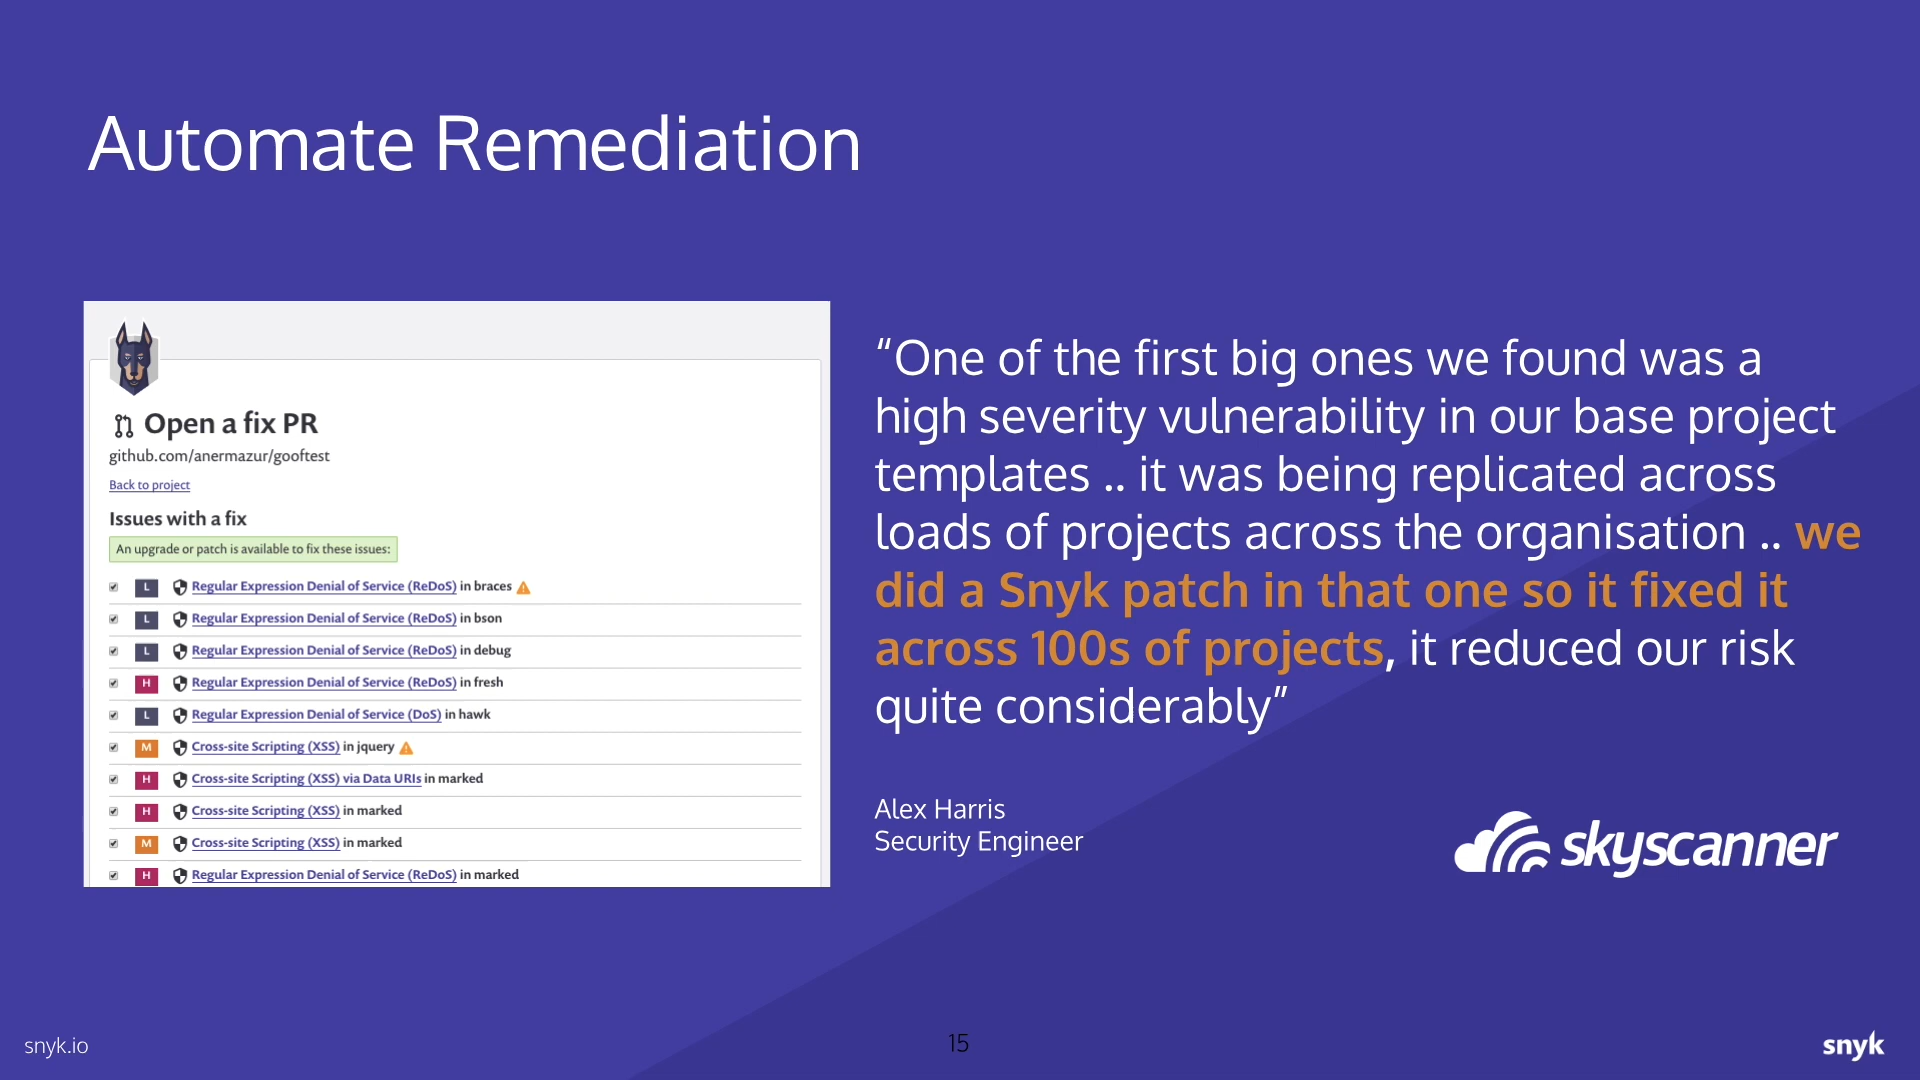 Automate Remediation
Open a fix PR
github.com/anermazur/gooftest
Back to project
Issues with a fix
An upgrade or patch is available to fix these issues:
L Regular Expression Denial of Service (ReDoS) in braces
L Regular Expression Denial of Service (ReDoS) in bson
L Regular Expression Denial of Service (ReDoS) in debug
H Regular Expression Denial of Service (ReDoS) in fresh
L Regular Expression Denial of Service (DoS) in hawk
M Cross-site Scripting (XSS) in jquery
H Cross-site Scripting (XSS) via Data URIs in marked
H Cross-site Scripting (XSS) in marked
M Cross-site Scripting (XSS) in marked
H Regular Expression Denial of Service (ReDoS) in marked
“One of the first big ones we found was a
high severity vulnerability in our base project
templates .. it was being replicated across
loads of projects across the organisation .. we
did a Snyk patch in that one so it fixed it
across 100s of projects, it reduced our risk
quite considerably”
Alex Harris
Security Engineer
skyscanner
snyk.io
15
snyk